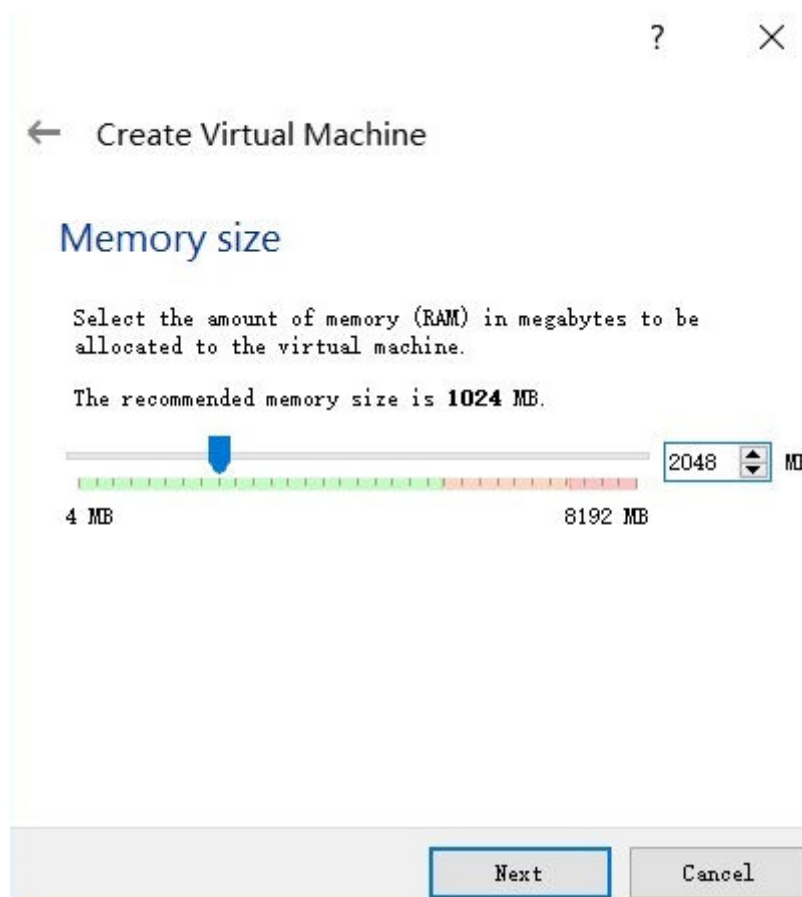 ?
Create Virtual Machine
Memory size
Select the amount of memory (RAM) in megabytes to be
allocated to the virtual machine.
The recommended memory size is 1024 MB.
2048
4 MB
8192 MB
Next
Cancel